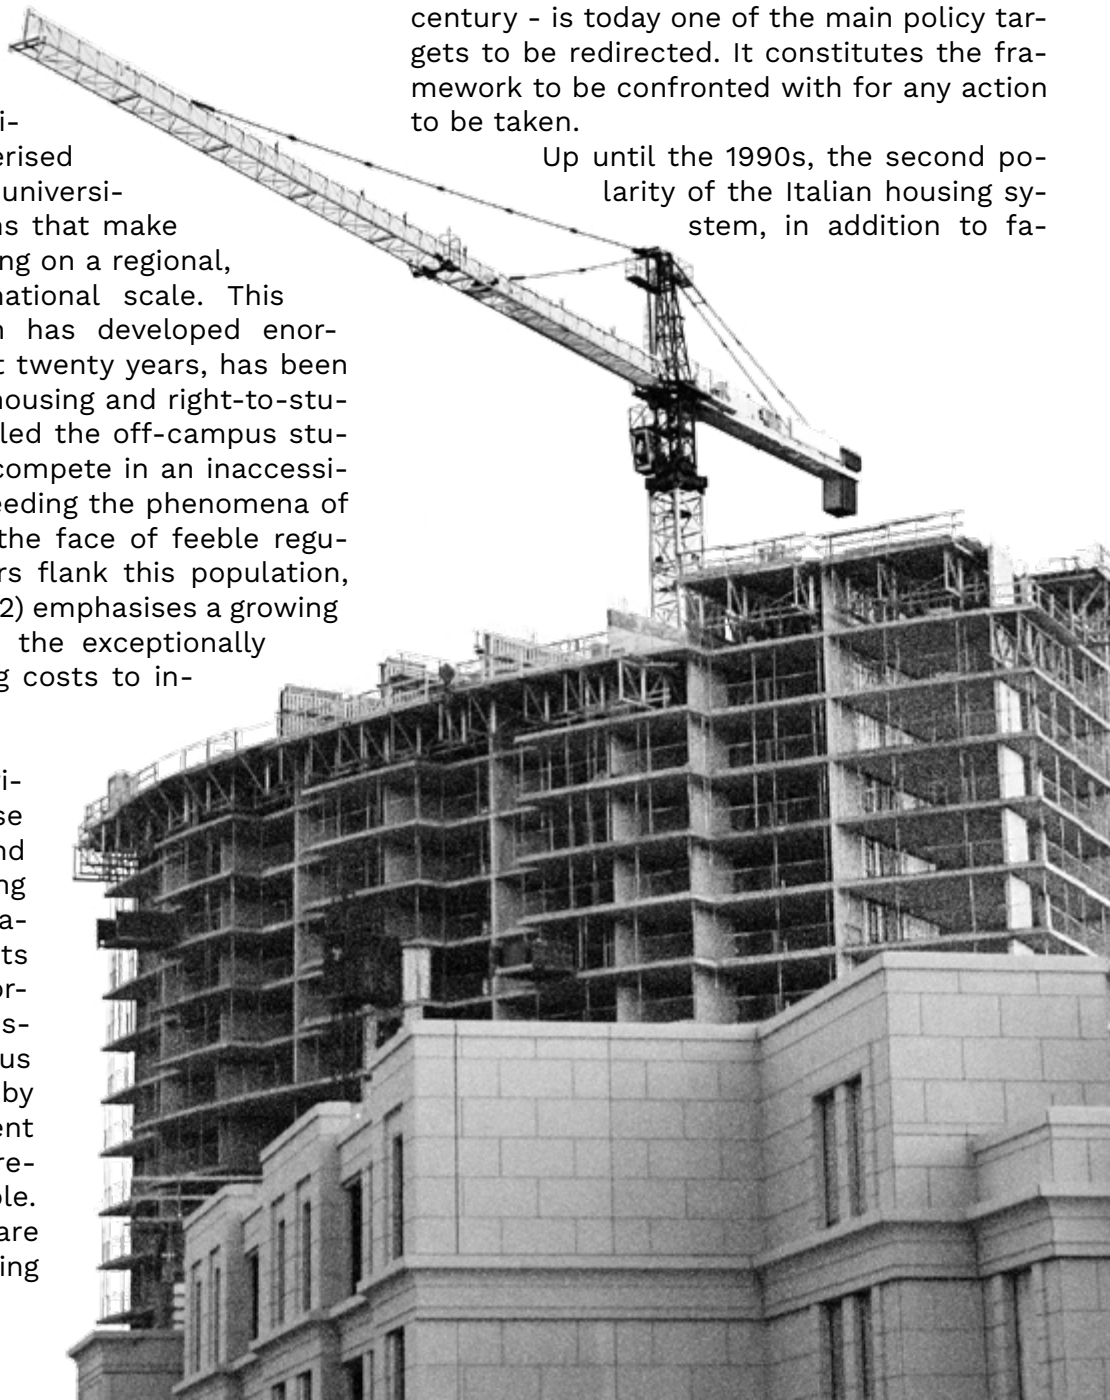 i-
erised
universi-
s that make
ng on a regional,
national scale. This
has developed enor-
twenty years, has been
housing and right-to-stu-
led the off-campus stu-
compete in an inaccessi-
eeding the phenomena of
the face of feeble regu-
rs flank this population,
2) emphasises a growing
the exceptionally
g costs to in-
i-
se
nd
ng
a-
ts
or-
s-
us
by
ent
re-
ole.
are
ing
century - is today one of the main policy tar-
gets to be redirected. It constitutes the fra-
mework to be confronted with for any action
to be taken.
Up until the 1990s, the second po-
larity of the Italian housing sy-
stem, in addition to fa-